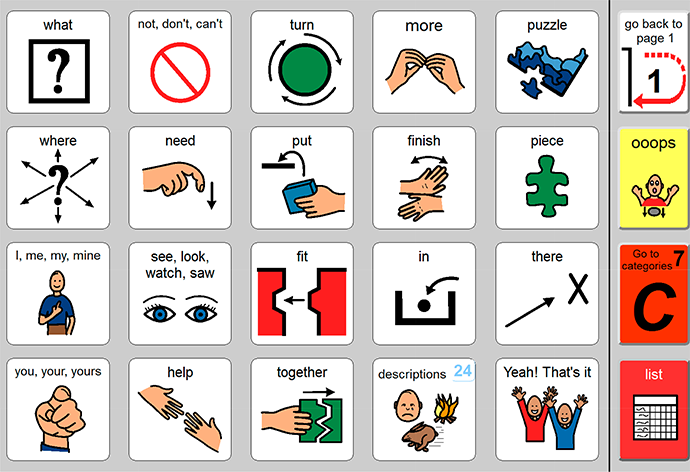 what
?
not, don't, can't
turn
more
puzzle
go back to
page 1
1
where
?
need
put
finish
piece
ooops
I, me, my, mine
see, look,
watch, saw
fit
in
there
X
Go to
categories 7
C
you, your, yours
help
together
descriptions 24
Yeah! That's it
list